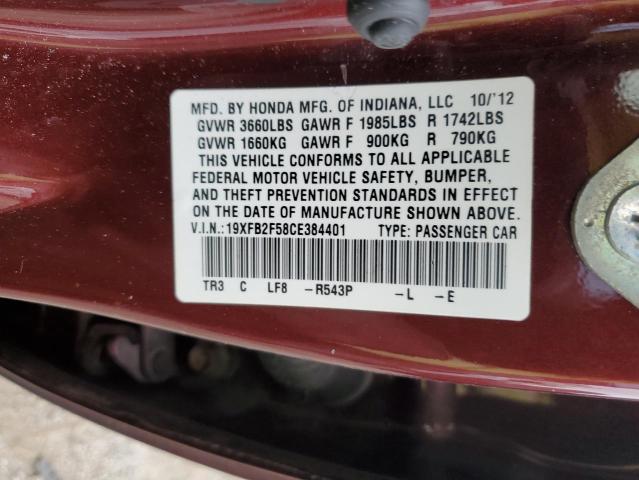 MFD. BY HONDA MFG. OF INDIANA, LLC 10/'12
GVWR 3660LBS GAWR F 1985LBS R 1742LBS
GVWR 1660KG GAWR F 900KG R 790KG
THIS VEHICLE CONFORMS TO ALL APPLICABLE
FEDERAL MOTOR VEHICLE SAFETY, BUMPER,
AND THEFT PREVENTION STANDARDS IN EFFECT
ON THE DATE OF MANUFACTURE SHOWN ABOVE.
V.I.N.:19XFB2F58CE384401 TYPE: PASSENGER CAR
TR3 C LF8 -R543P -L -E